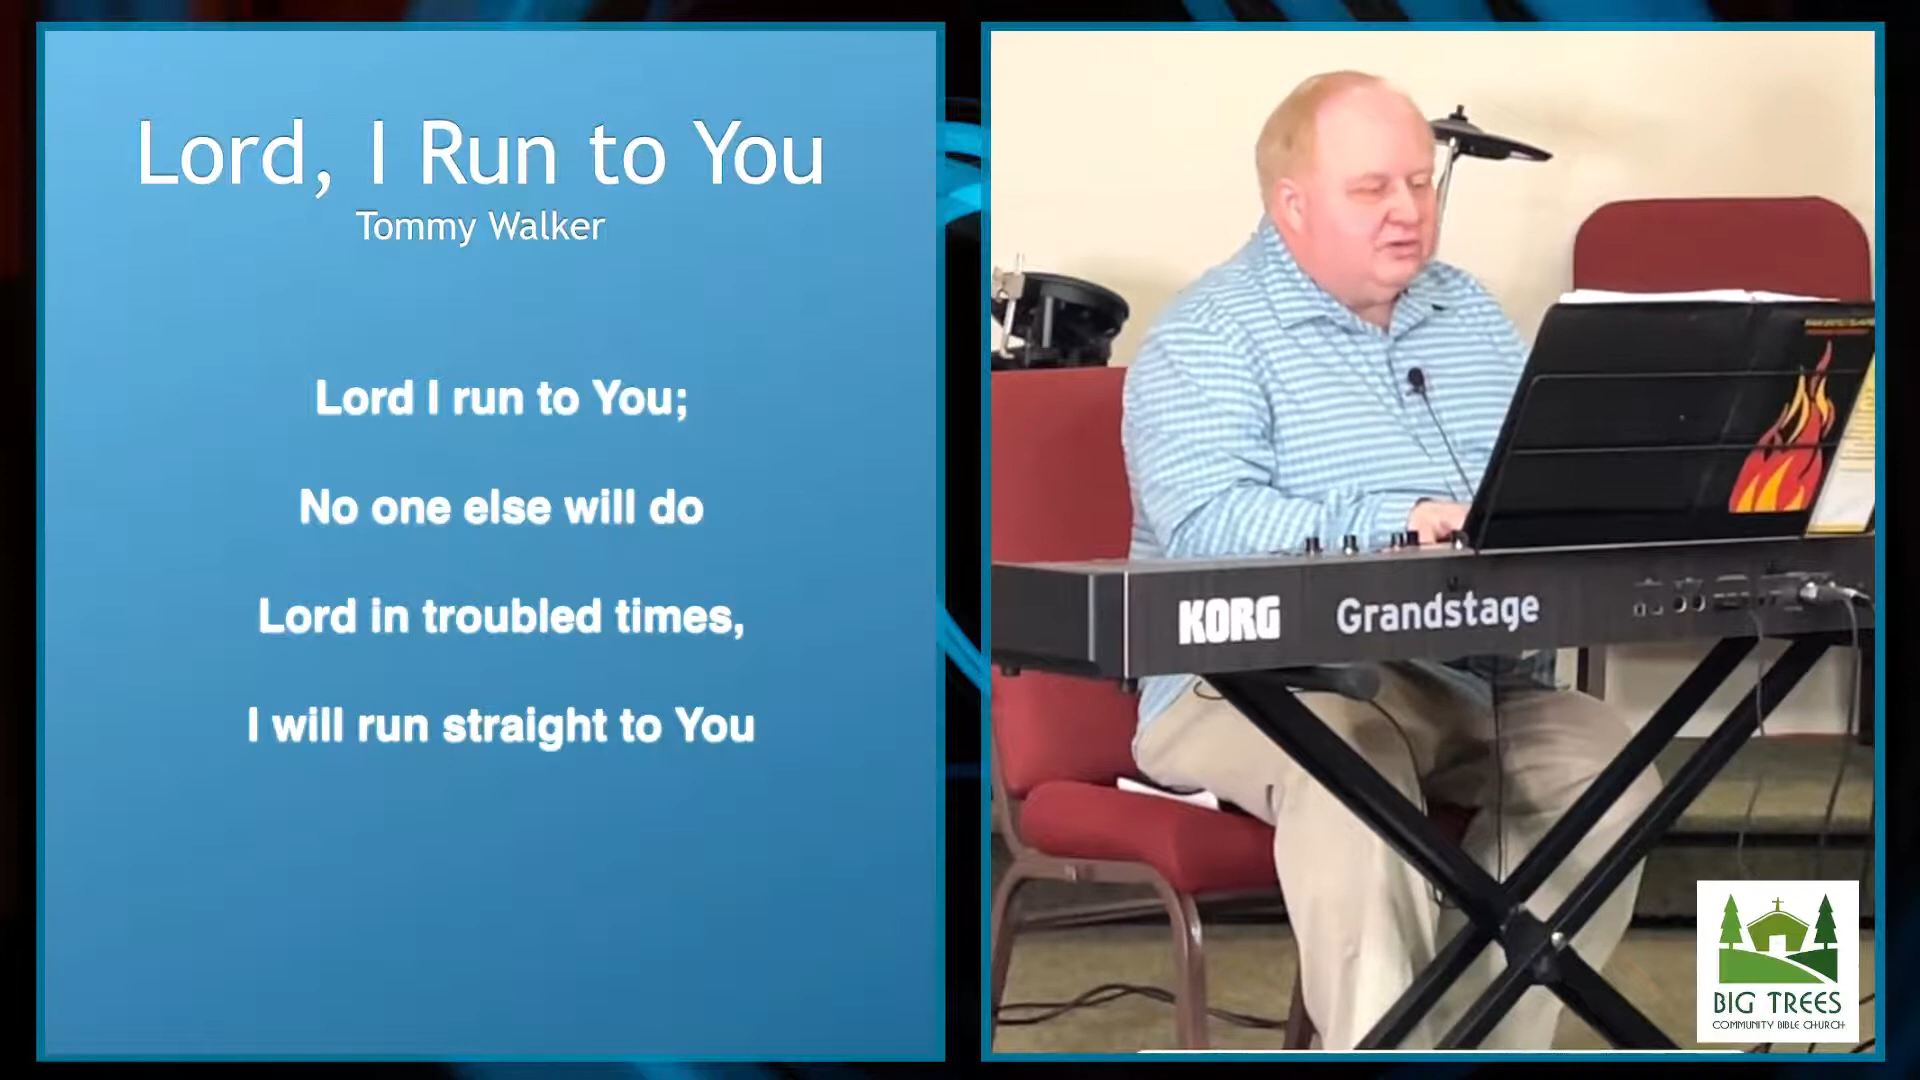 Lord, I Run to You
Tommy Walker
Lord I run to You;
No one else will do
Lord in troubled times,
I will run straight to You
KORG Grandstage
BIG TREES
COMMUNITY BIBLE CHURCH